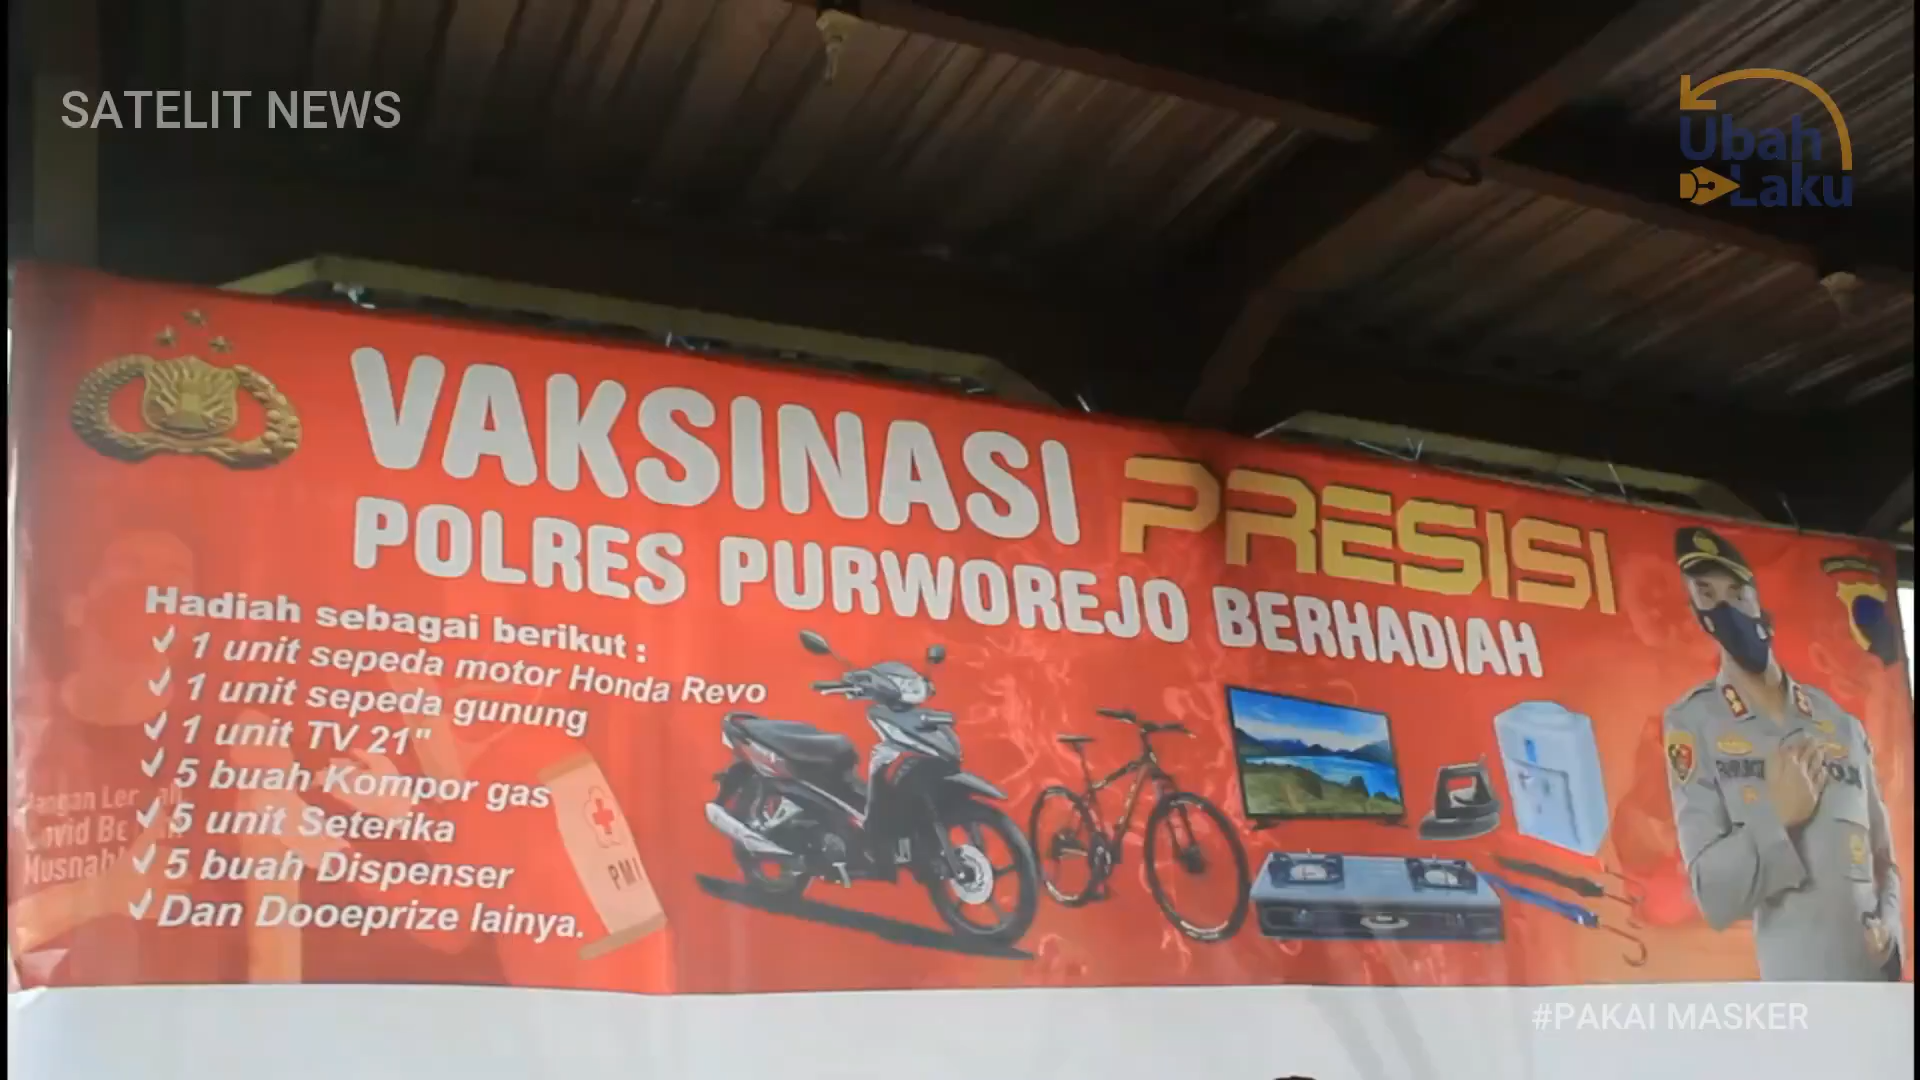 SATELIT NEWS
Ubah
Laku
VAKSINASI PRESISI
POLRES PURWOREJO BERHADIAH
Hadiah sebagai berikut :
✓ 1 unit sepeda motor Honda Revo
✓ 1 unit sepeda gunung
✓ 1 unit TV 21"
✓ 5 buah Kompor gas
✓ 5 unit Seterika
✓ 5 buah Dispenser
✓ Dan Dooeprize lainya.
PMI
#PAKAI MASKER